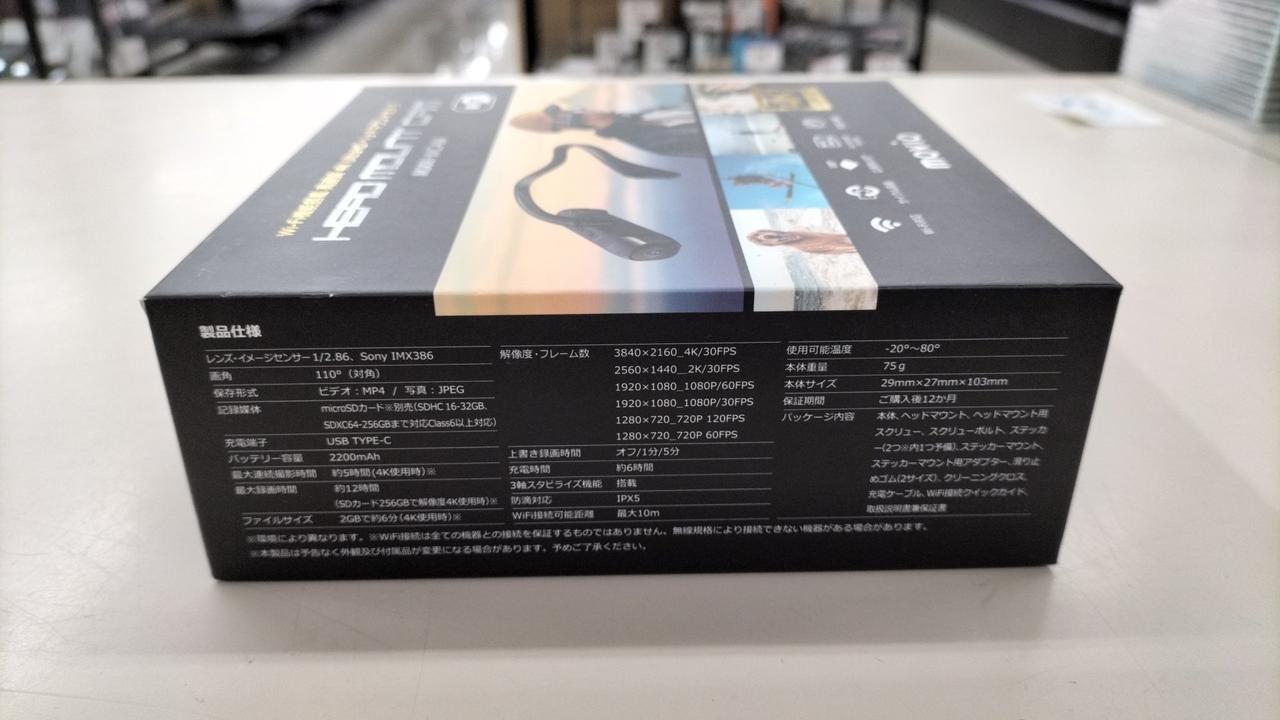 movio
HEAD MOUNT CAM
製品仕様
レンズ・イメージセンサー 1/2.86、Sony IMX386
画角 110°（対角）
保存形式 ビデオ：MP4 / 写真：JPEG
記録媒体 microSDカード※別売（SDHC 16-32GB、
SDXC64-256GBまで対応Class6以上対応）
充電端子 USB TYPE-C
バッテリー容量 2200mAh
最大連続撮影時間 約5時間（4K使用時）※
最大録画時間 約12時間
（SDカード256GBで解像度4K使用時）※
ファイルサイズ 2GBで約6分（4K使用時）※
解像度・フレーム数 3840×2160_4K/30FPS
2560×1440_ 2K/30FPS
1920×1080_1080P/60FPS
1920×1080_1080P/30FPS
1280×720_720P 120FPS
1280×720_720P 60FPS
上書き録画時間 オフ/1分/5分
充電時間 約6時間
3軸スタビライズ機能 搭載
防滴対応 IPX5
WiFi接続可能距離 最大10m
使用可能温度 -20°～80°
本体重量 75g
本体サイズ 29mm×27mm×103mm
保証期間 ご購入後12か月
パッケージ内容 本体、ヘッドマウント、ヘッドマウント用
スクリュー、スクリューボルト、ステッカ
ー(2つ※内1つ予備)、ステッカーマウント、
ステッカーマウント用アダプター、滑り止
めゴム(2サイズ)、クリーニングクロス、
充電ケーブル、WiFi接続クイックガイド、
取扱説明書兼保証書
※環境により異なります。※WiFi接続は全ての機器との接続を保証するものではありません。無線規格により接続できない機器がある場合があります。
※本製品は予告なく外観及び付属品が変更になる場合があります。予めご了承ください。